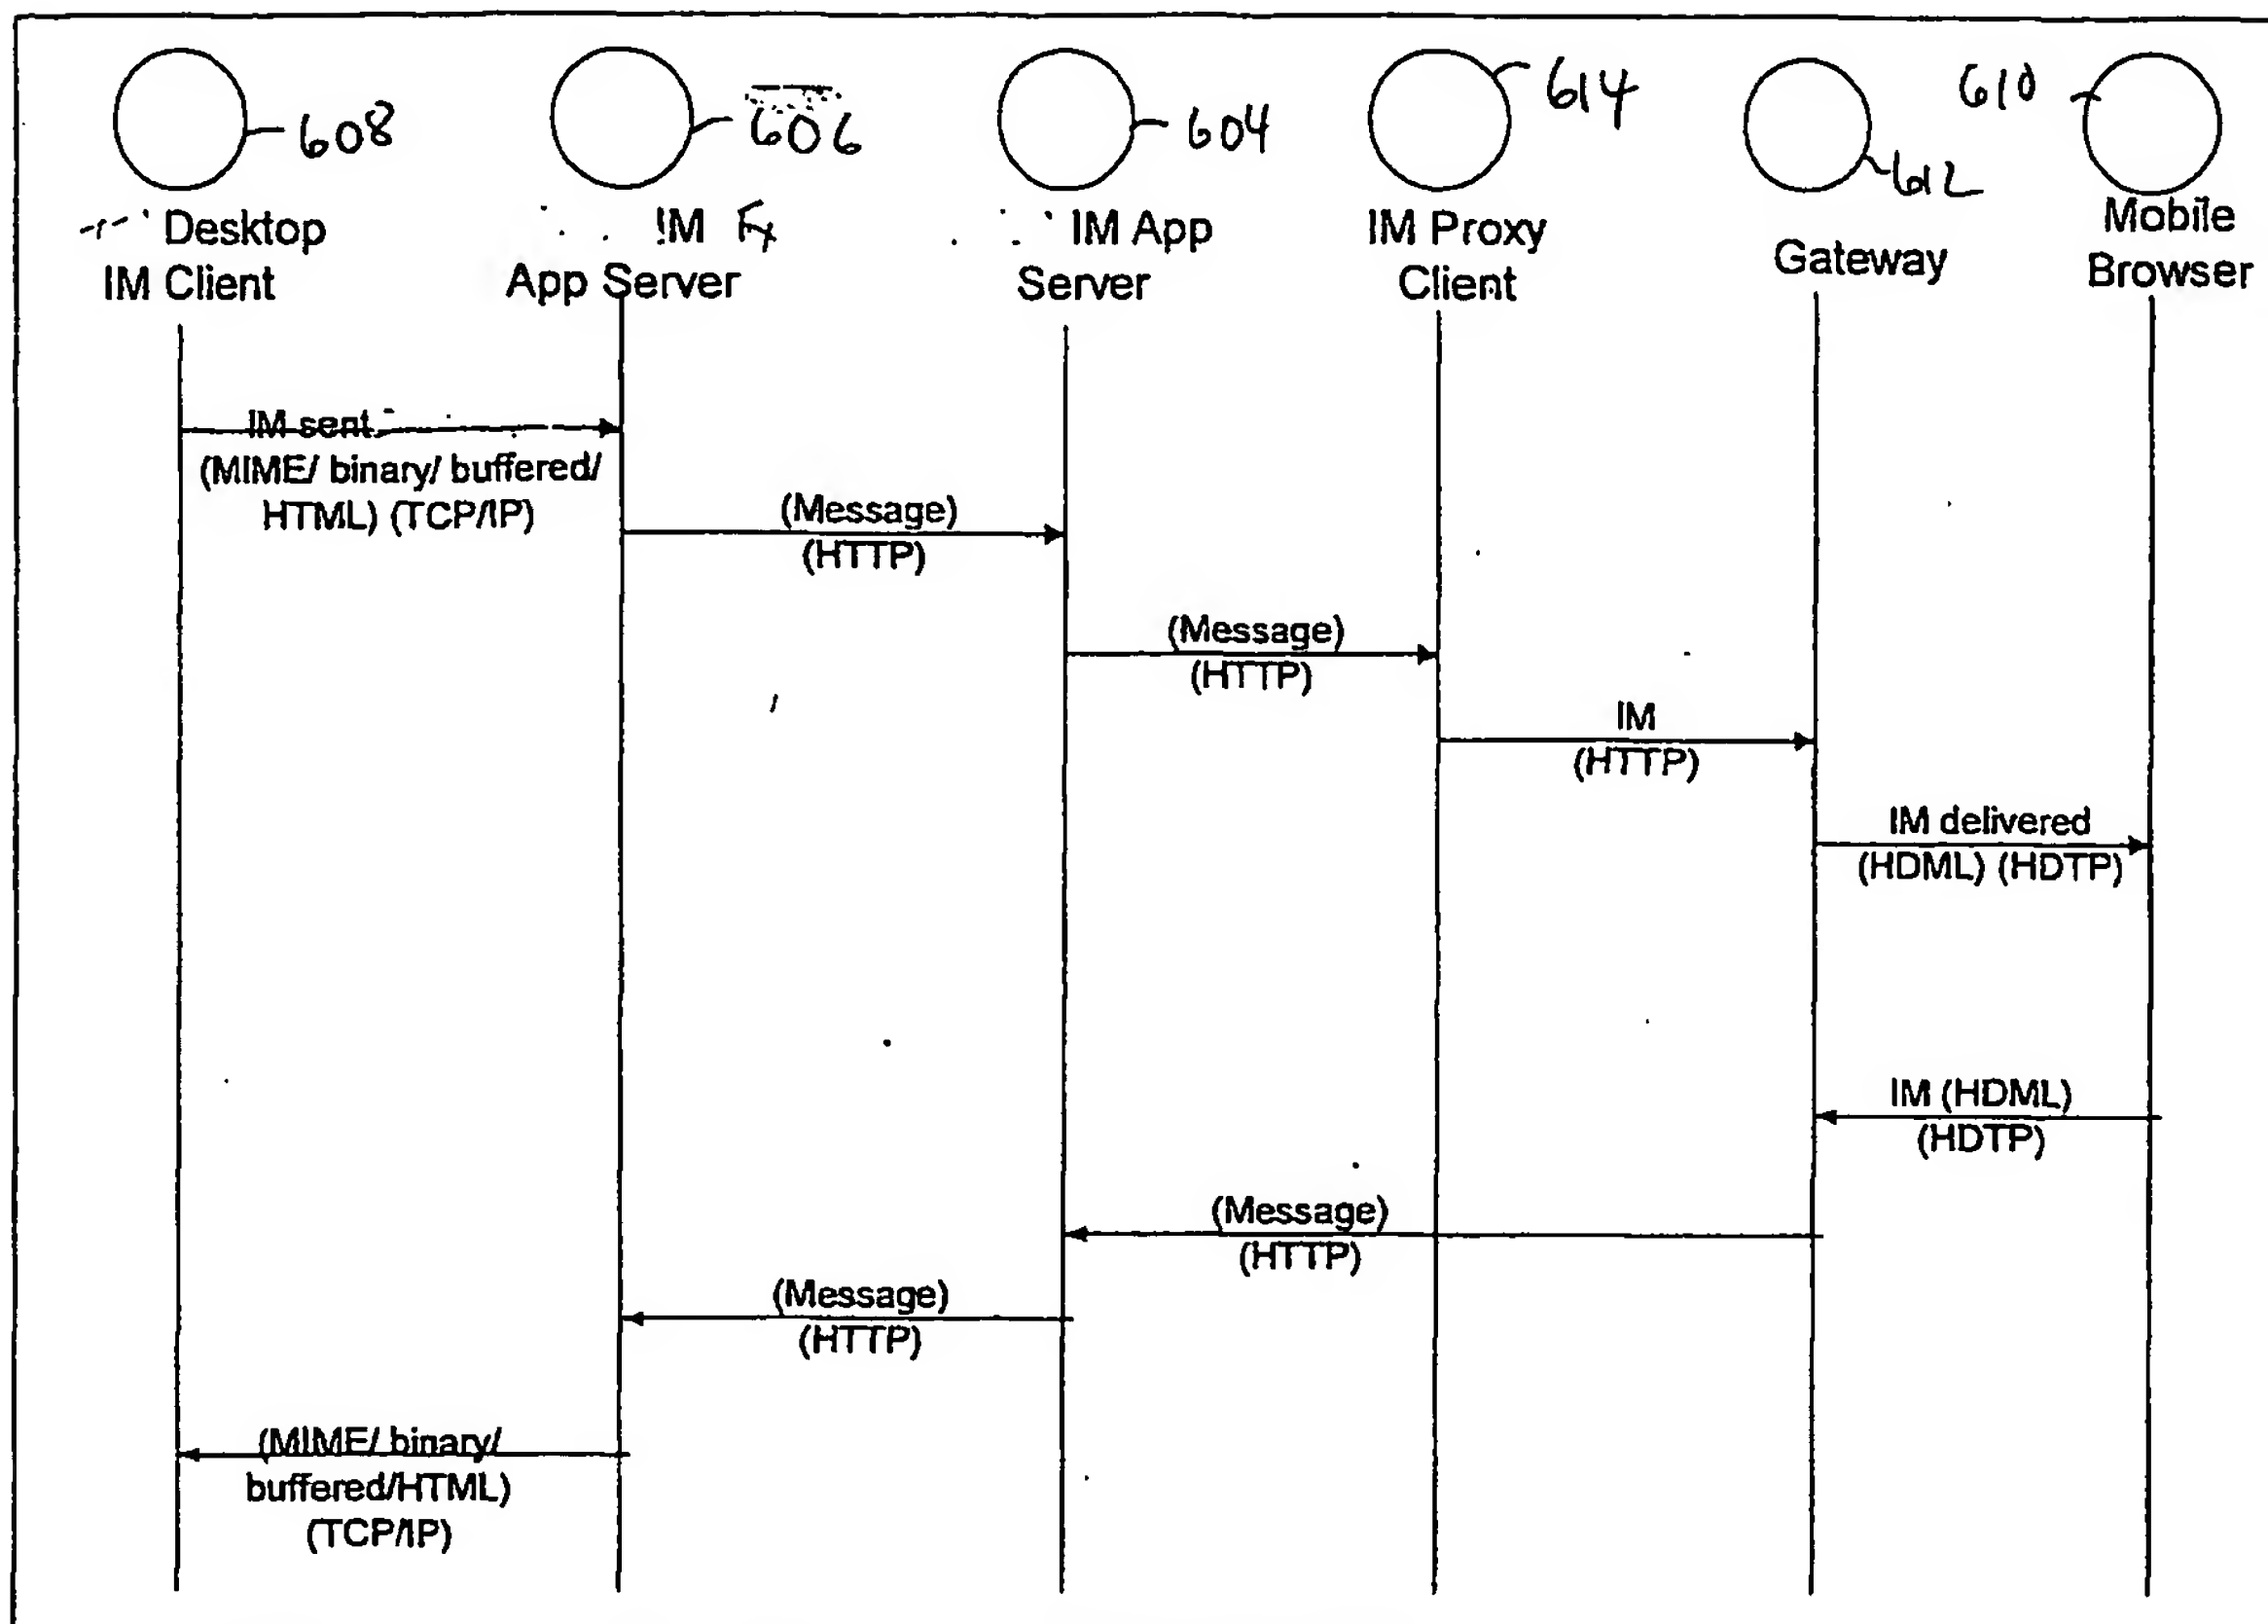 608
606
604
614
612
610
Desktop
IM Client
IM Fx
App Server
IM App
Server
IM Proxy
Client
Gateway
Mobile
Browser
IM sent
(MIME/ binary/ buffered/
HTML) (TCP/IP)
(Message)
(HTTP)
(Message)
(HTTP)
IM
(HTTP)
IM delivered
(HDML) (HDTP)
IM (HDML)
(HDTP)
(Message)
(HTTP)
(Message)
(HTTP)
(MIME/ binary/
buffered/HTML)
(TCP/IP)